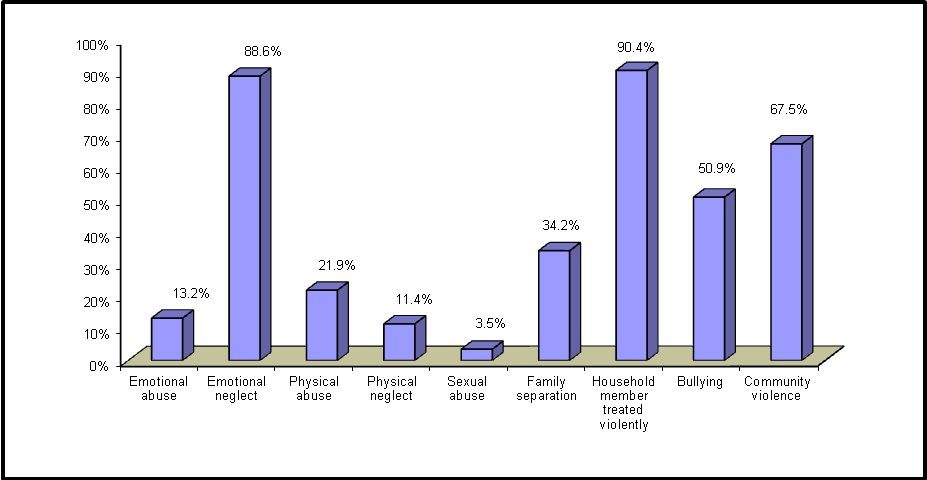 100%
90%
80%
70%
60%
50%
40%
30%
20%
10%
0%
13.2%
88.6%
21.9%
11.4%
3.5%
34.2%
90.4%
50.9%
67.5%
Emotional
abuse
Emotional
neglect
Physical
abuse
Physical
neglect
Sexual
abuse
Family
separation
Household
member
treated
violently
Bullying
Community
violence